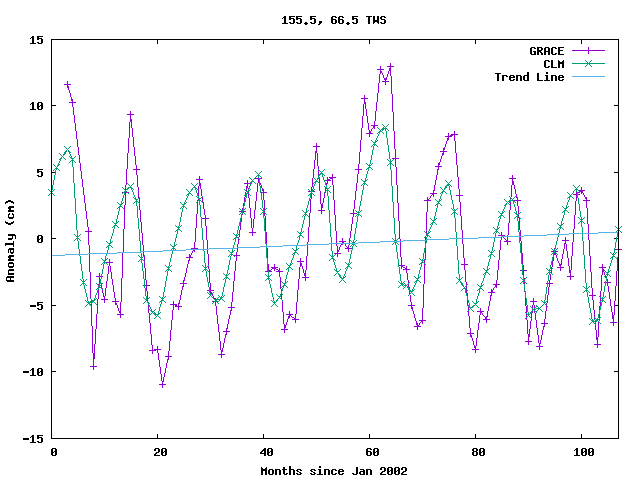 155.5, 66.5 TWS
GRACE
CLM
Trend Line
15
10
5
0
-5
-10
-15
Anomaly (cm)
0 20 40 60 80 100
Months since Jan 2002